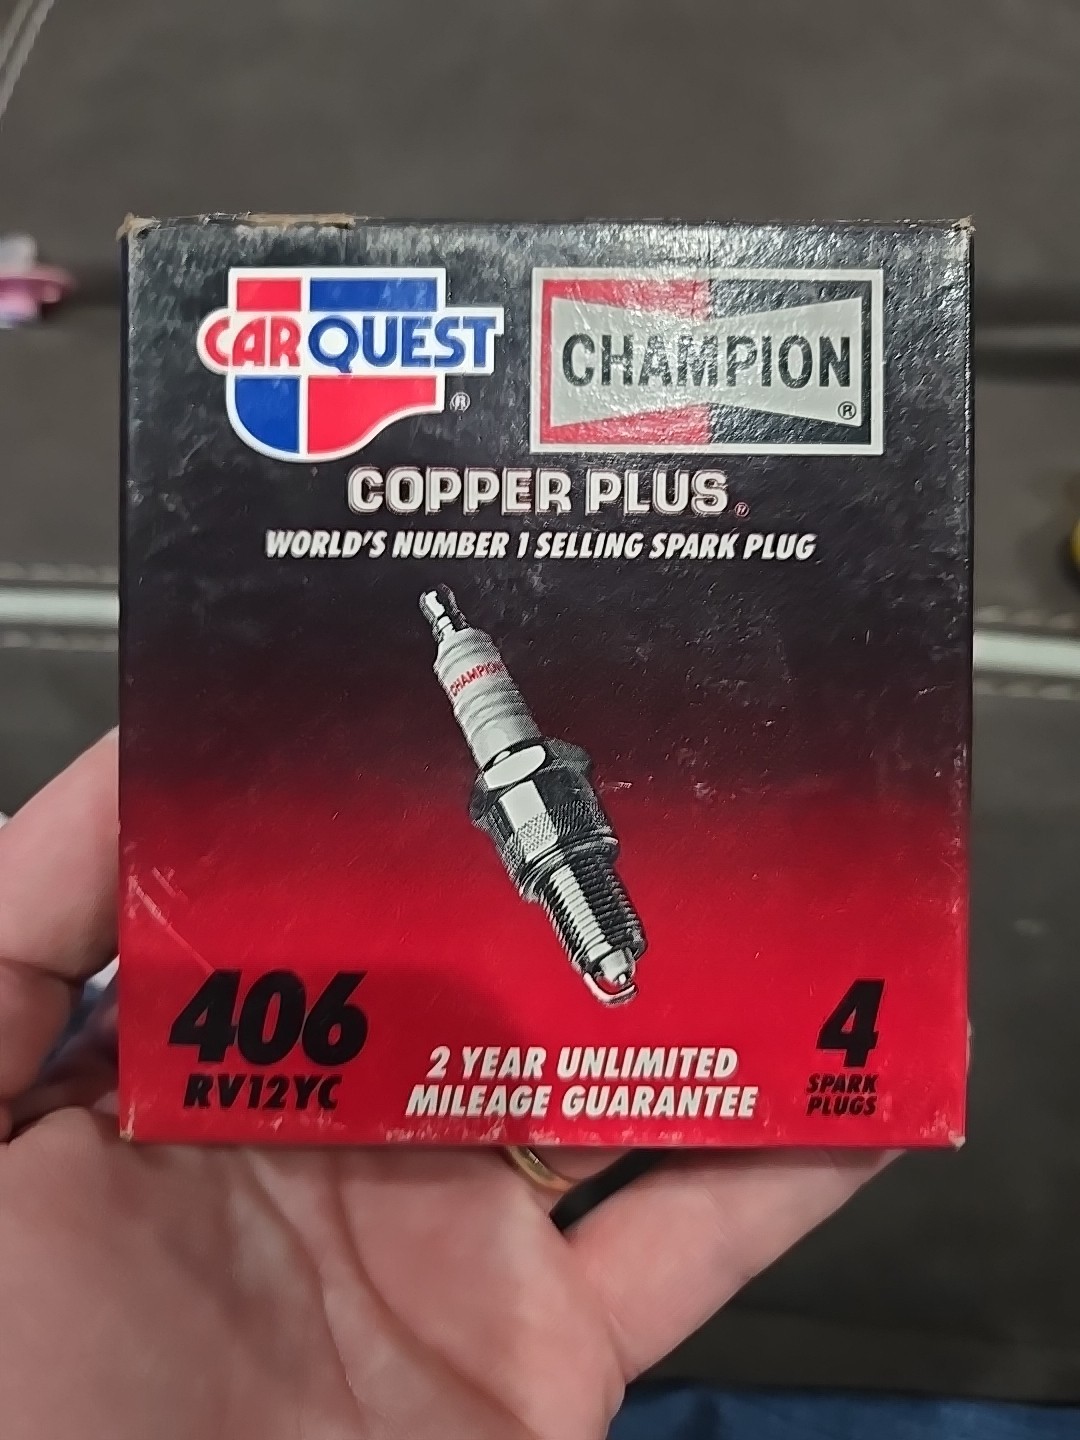 CARQUEST ®
CHAMPION ®
COPPER PLUS ®
WORLD'S NUMBER 1 SELLING SPARK PLUG
CHAMPION
406
RV12YC
2 YEAR UNLIMITED
MILEAGE GUARANTEE
4
SPARK
PLUGS